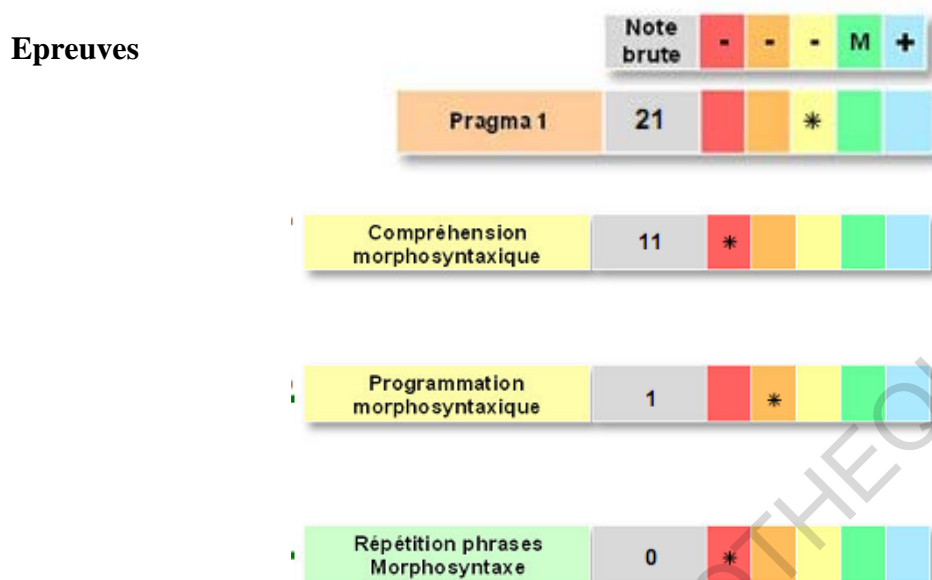 Epreuves
Note brute - - - M +
Pragma 1 21 *
Compréhension morphosyntaxique 11 *
Programmation morphosyntaxique 1 *
Répétition phrases Morphosyntaxe 0 *